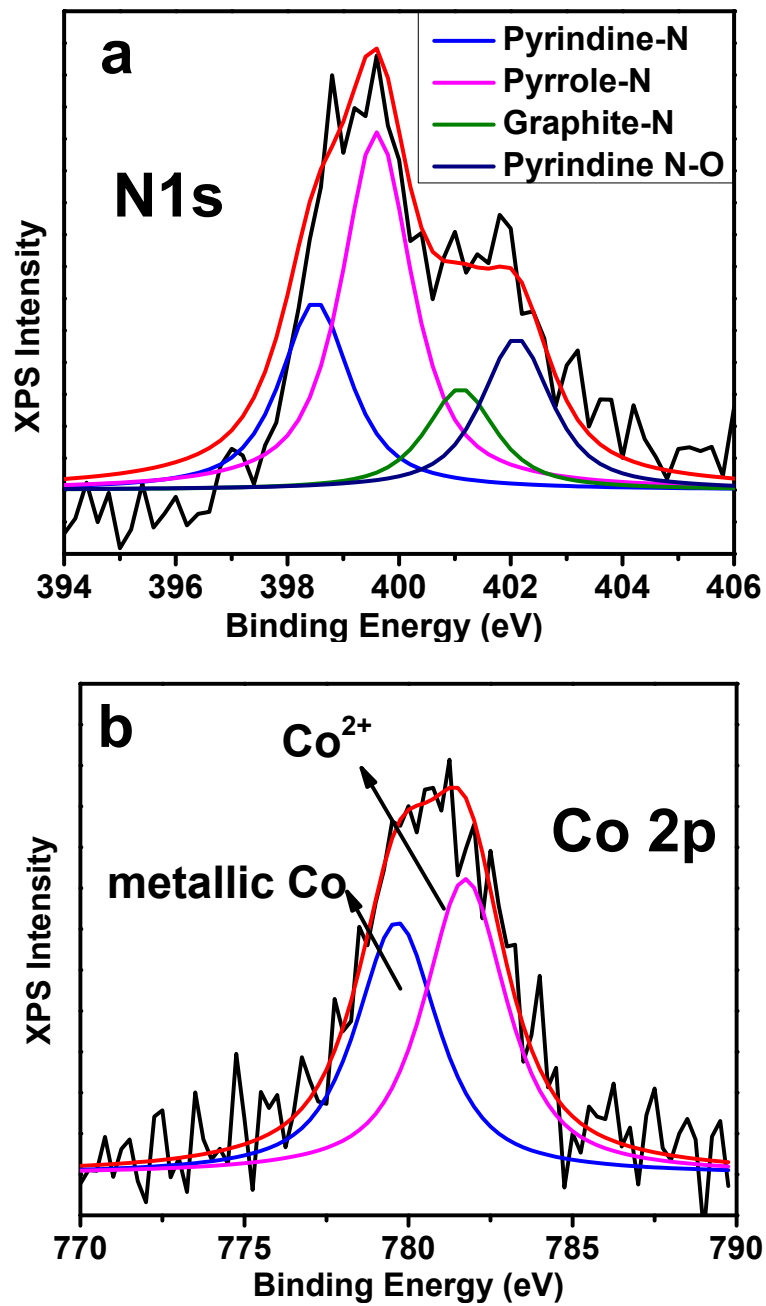 a
N1s
Pyrindine-N
Pyrrole-N
Graphite-N
Pyrindine N-O
XPS Intensity
394 396 398 400 402 404 406
Binding Energy (eV)
b
Co²⁺
Co 2p
metallic Co
XPS Intensity
770 775 780 785 790
Binding Energy (eV)